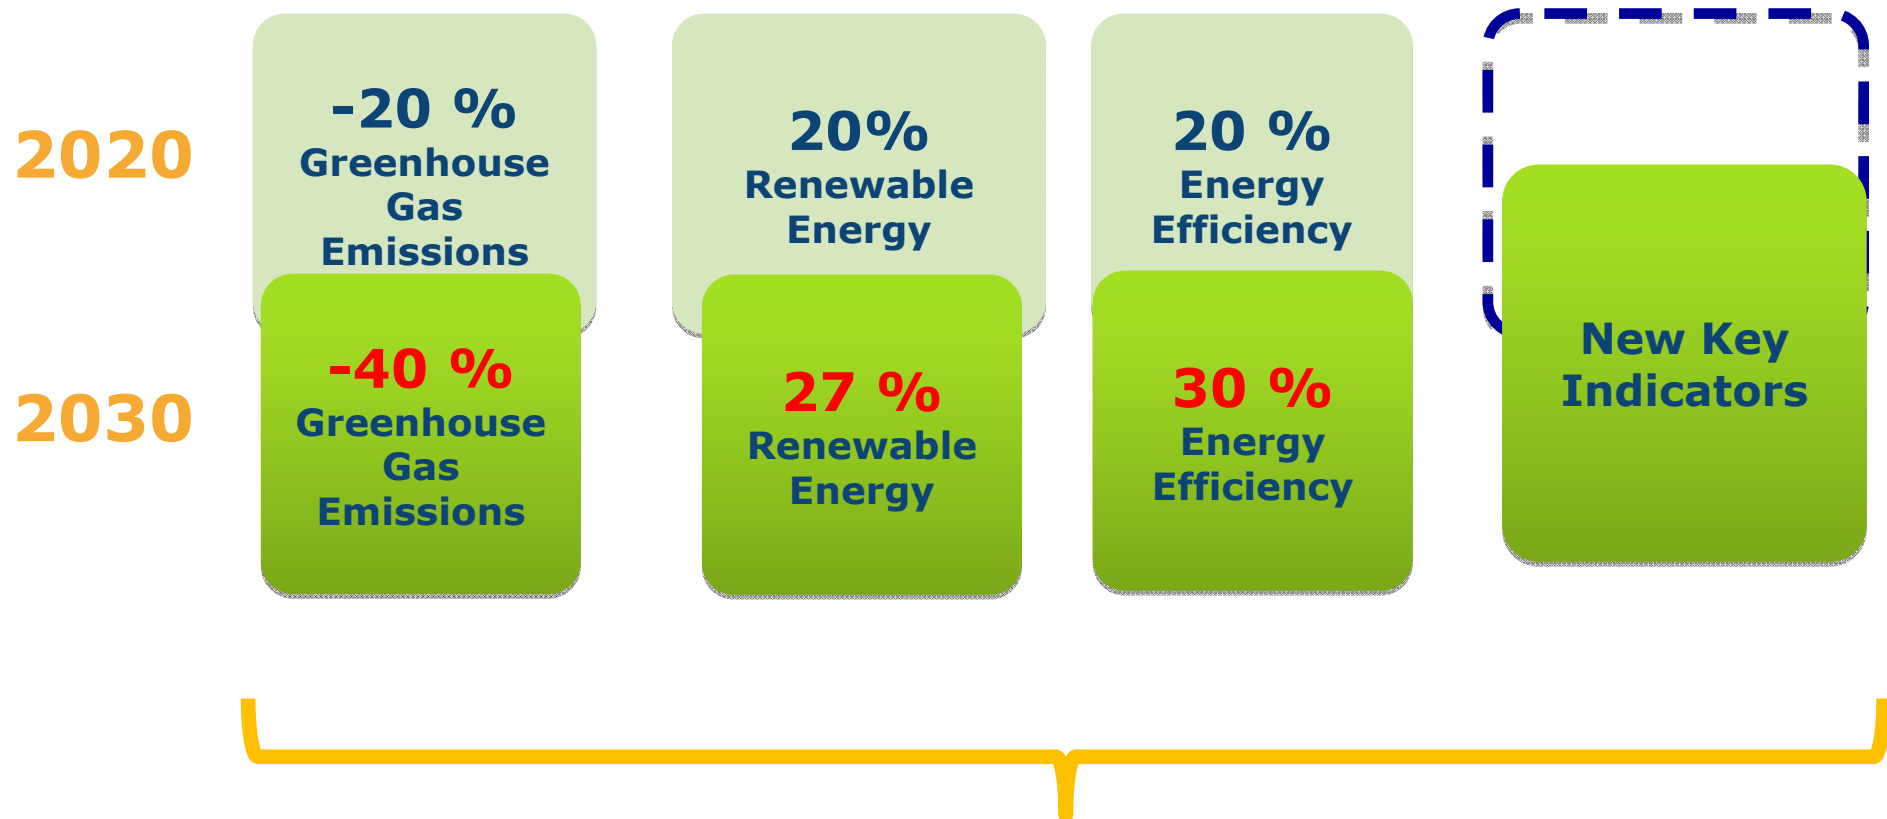 2020
-20 %
Greenhouse
Gas
Emissions
20%
Renewable
Energy
20 %
Energy
Efficiency
2030
-40 %
Greenhouse
Gas
Emissions
27 %
Renewable
Energy
30 %
Energy
Efficiency
New Key
Indicators